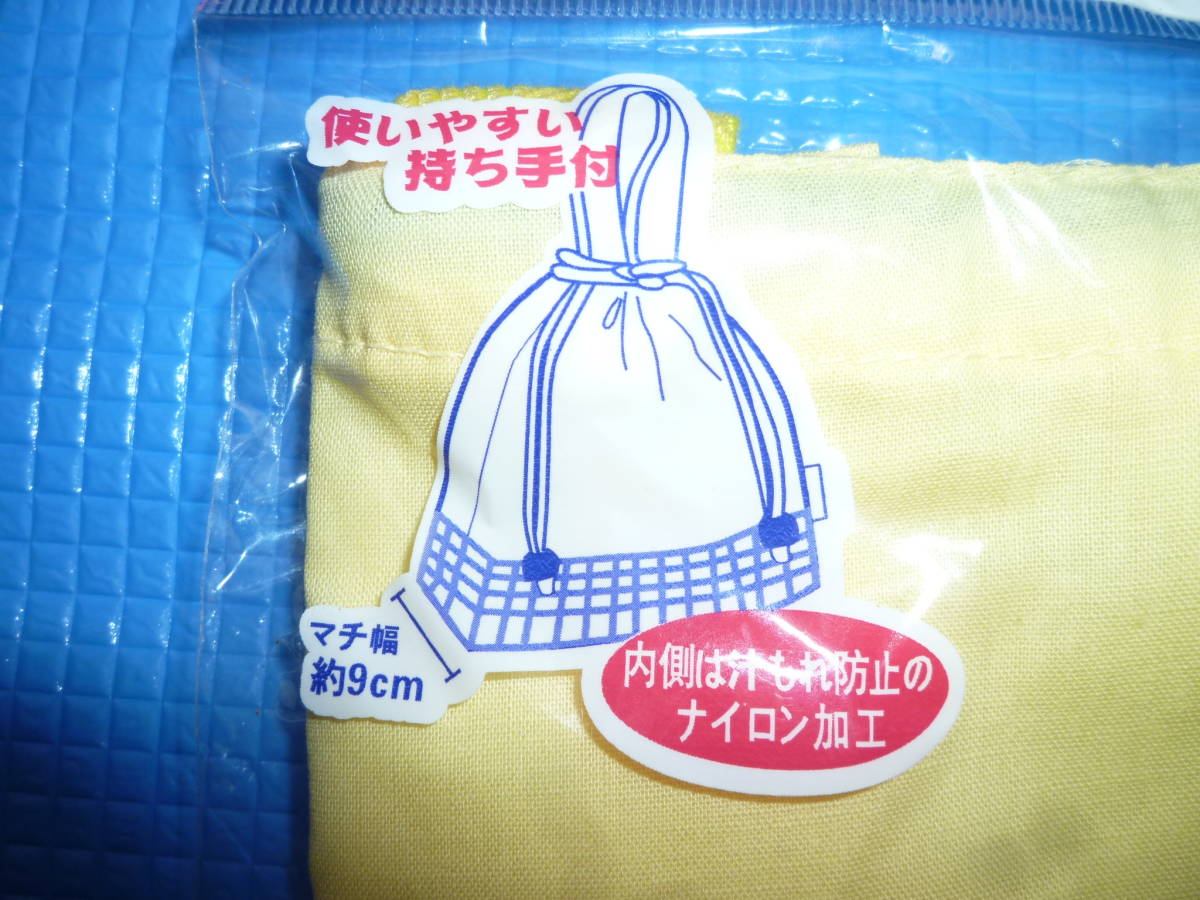 使いやすい
持ち手付
マチ幅
約9cm
内側は汁もれ防止の
ナイロン加工